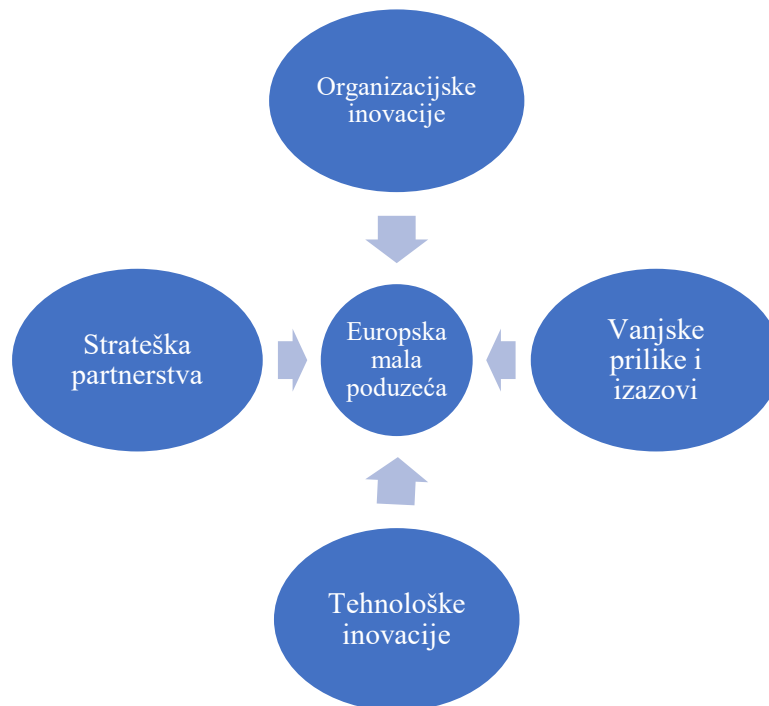 Organizacijske
inovacije
Strateška
partnerstva
Europska
mala
poduzeća
Vanjske
prilike i
izazovi
Tehnološke
inovacije